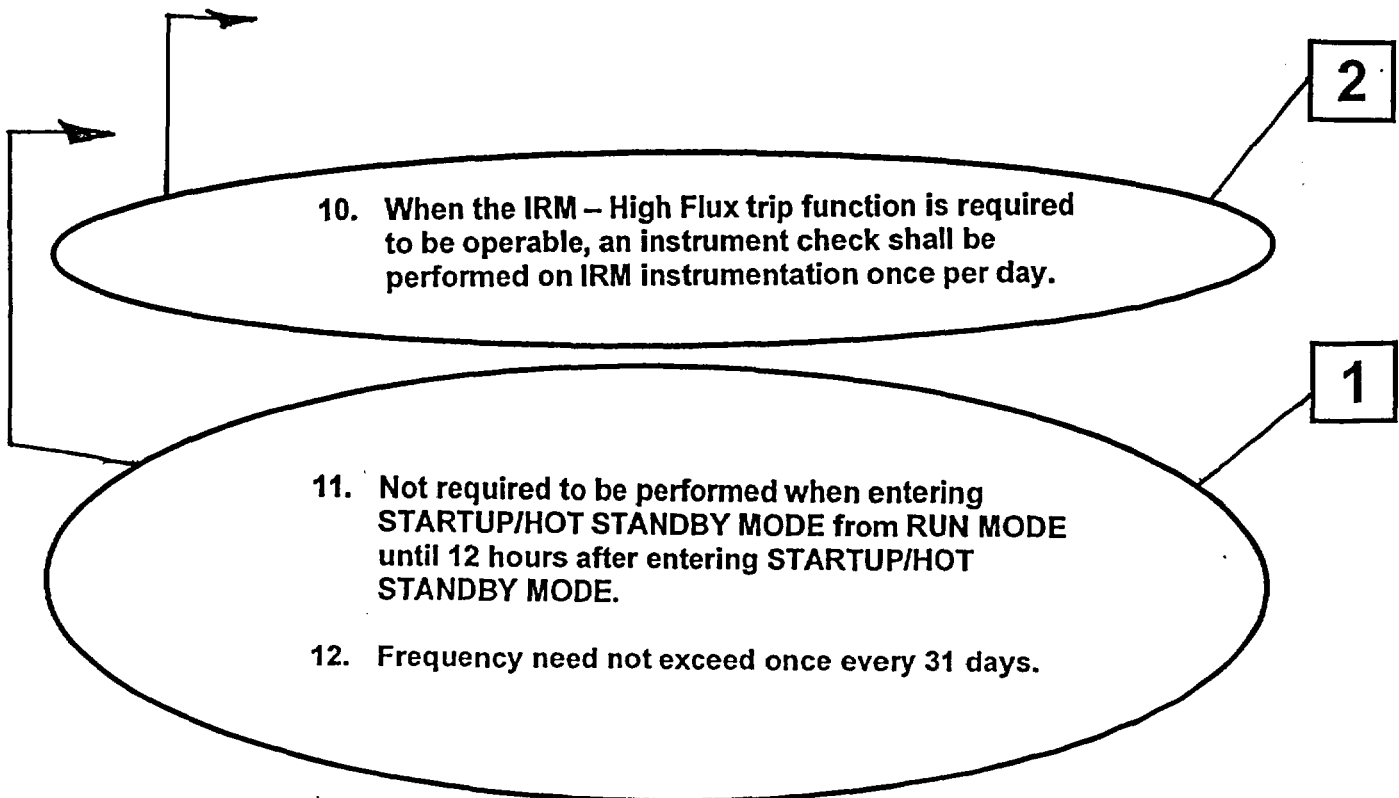 2
10. When the IRM – High Flux trip function is required
to be operable, an instrument check shall be
performed on IRM instrumentation once per day.
1
11. Not required to be performed when entering
STARTUP/HOT STANDBY MODE from RUN MODE
until 12 hours after entering STARTUP/HOT
STANDBY MODE.
12. Frequency need not exceed once every 31 days.